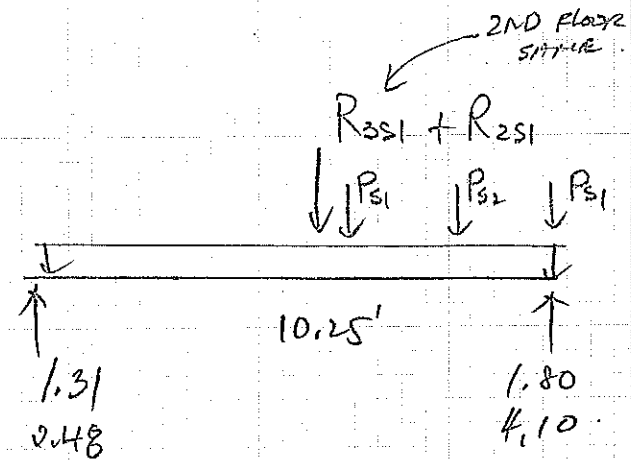 2ND FLOOR
R3S1 + R2S1
PS1 PS2 PS1
10.25'
1.31 1.80
2.48 4.10